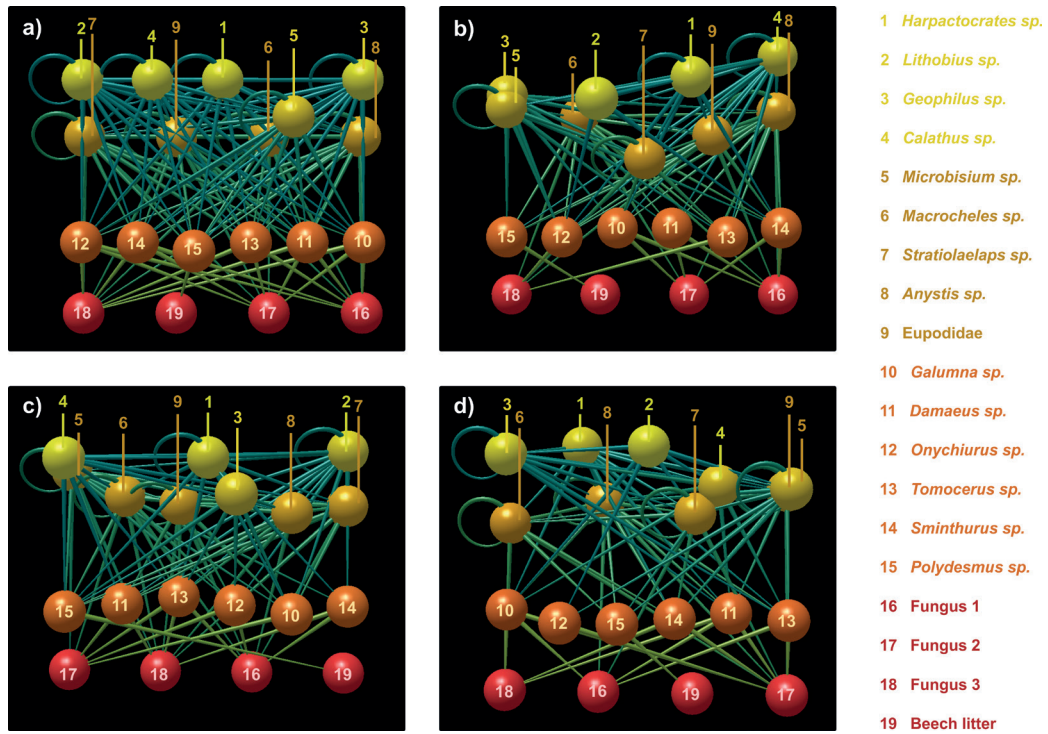 a)
2 7 4 9 1 6 5 3 8
12 14 15 13 11 10
18 19 17 16
b)
3 5 6 2 7 1 9 4 8
15 12 10 11 13 14
18 19 17 16
c)
4 5 6 9 1 3 8 2 7
15 11 13 12 10 14
17 18 16 19
d)
3 6 1 8 2 7 4 9 5
10 12 15 14 11 13
18 16 19 17
1 Harpactocrates sp.
2 Lithobius sp.
3 Geophilus sp.
4 Calathus sp.
5 Microbisium sp.
6 Macrocheles sp.
7 Stratiolaelaps sp.
8 Anystis sp.
9 Eupodidae
10 Galumna sp.
11 Damaeus sp.
12 Onychiurus sp.
13 Tomocerus sp.
14 Sminthurus sp.
15 Polydesmus sp.
16 Fungus 1
17 Fungus 2
18 Fungus 3
19 Beech litter